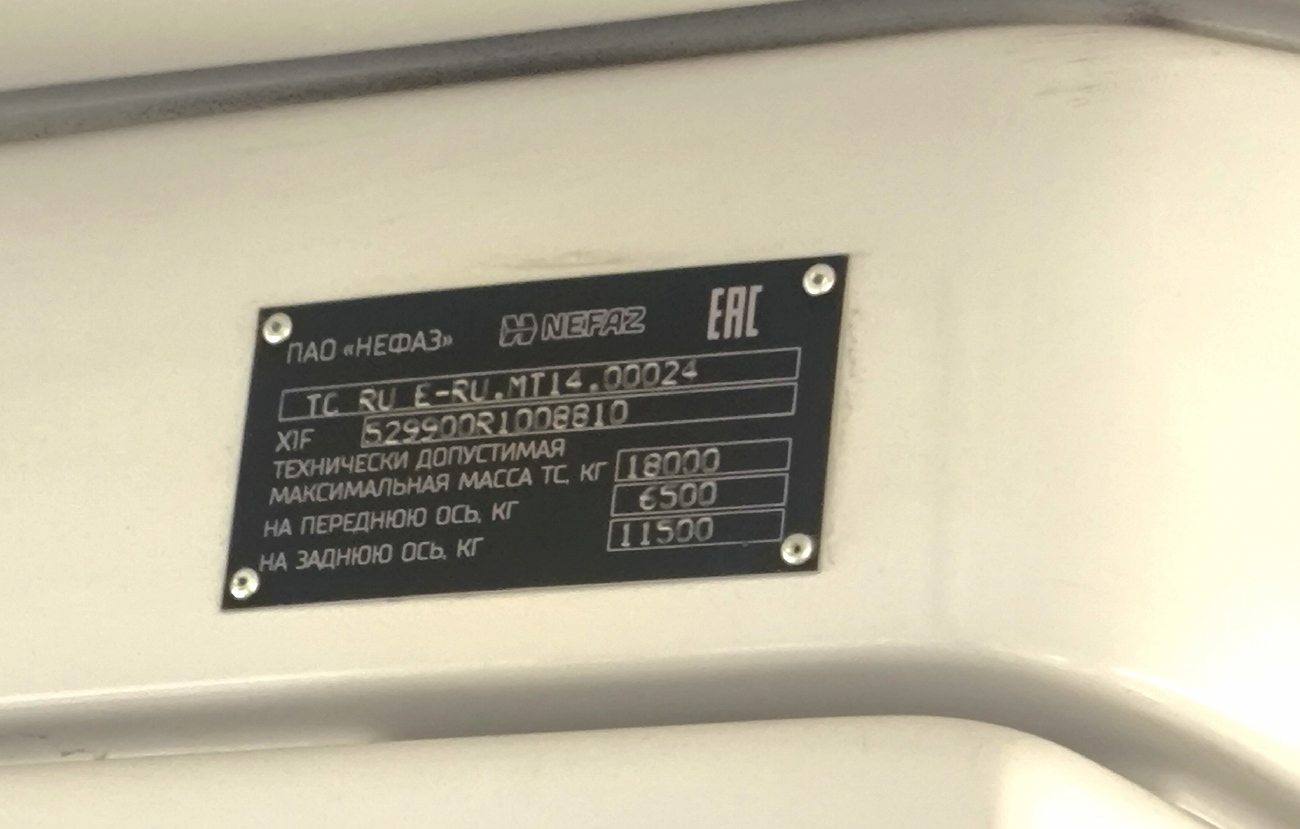 ПАО «НЕФАЗ» NEFAZ EAC
ТС RU E-RU.MT14.00024
X1F 529900R1008810
ТЕХНИЧЕСКИ ДОПУСТИМАЯ
МАКСИМАЛЬНАЯ МАССА ТС, КГ 18000
НА ПЕРЕДНЮЮ ОСЬ, КГ 6500
НА ЗАДНЮЮ ОСЬ, КГ 11500